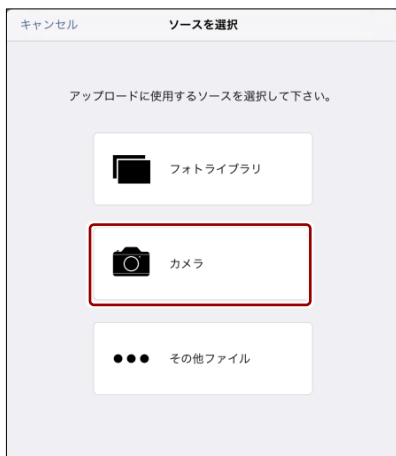 キャンセル ソースを選択
アップロードに使用するソースを選択して下さい。
フォトライブラリ
カメラ
その他ファイル